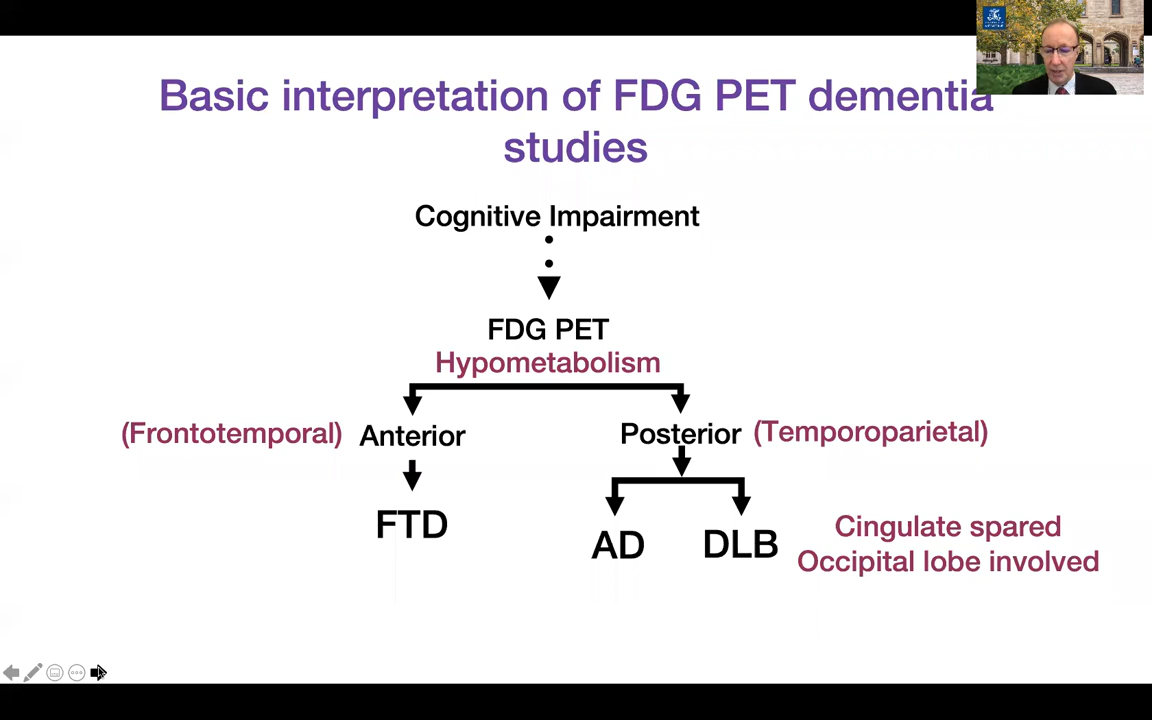 Basic interpretation of FDG PET dementia
studies
Cognitive Impairment
FDG PET
Hypometabolism
(Frontotemporal) Anterior
Posterior (Temporoparietal)
FTD
AD
DLB
Cingulate spared
Occipital lobe involved